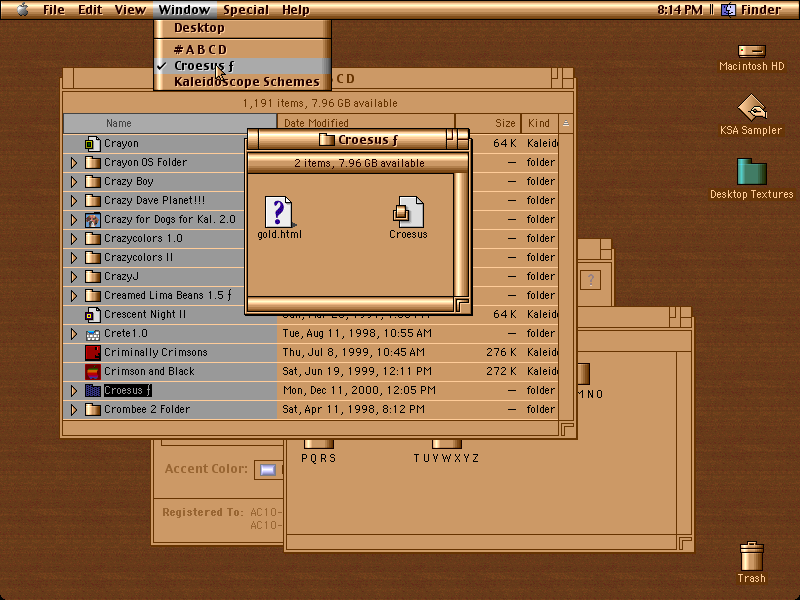 File Edit View Window Special Help 8:14 PM Finder
Desktop
# A B C D
✓ Croesus ƒ
Kaleidoscope Schemes
C D
1,191 items, 7.96 GB available
Name Date Modified Size Kind
Crayon 64 K Kaleid
Crayon OS Folder — folder
Crazy Boy — folder
Crazy Dave Planet!!! — folder
Crazy for Dogs for Kal. 2.0 — folder
Crazycolors 1.0 — folder
Crazycolors II — folder
CrazyJ — folder
Creamed Lima Beans 1.5 ƒ — folder
Crescent Night II 64 K Kaleid
Crete1.0 Tue, Aug 11, 1998, 10:55 AM — folder
Criminally Crimsons Thu, Jul 8, 1999, 10:45 AM 276 K Kaleid
Crimson and Black Sat, Jun 19, 1999, 12:11 PM 272 K Kaleid
Croesus ƒ Mon, Dec 11, 2000, 12:05 PM — folder
Crombee 2 Folder Sat, Apr 11, 1998, 8:12 PM — folder
Croesus ƒ
2 items, 7.96 GB available
gold.html
Croesus
M N O
P Q R S
T U V W X Y Z
Accent Color:
Registered To: AC10-
AC10-
Macintosh HD
KSA Sampler
Desktop Textures
Trash